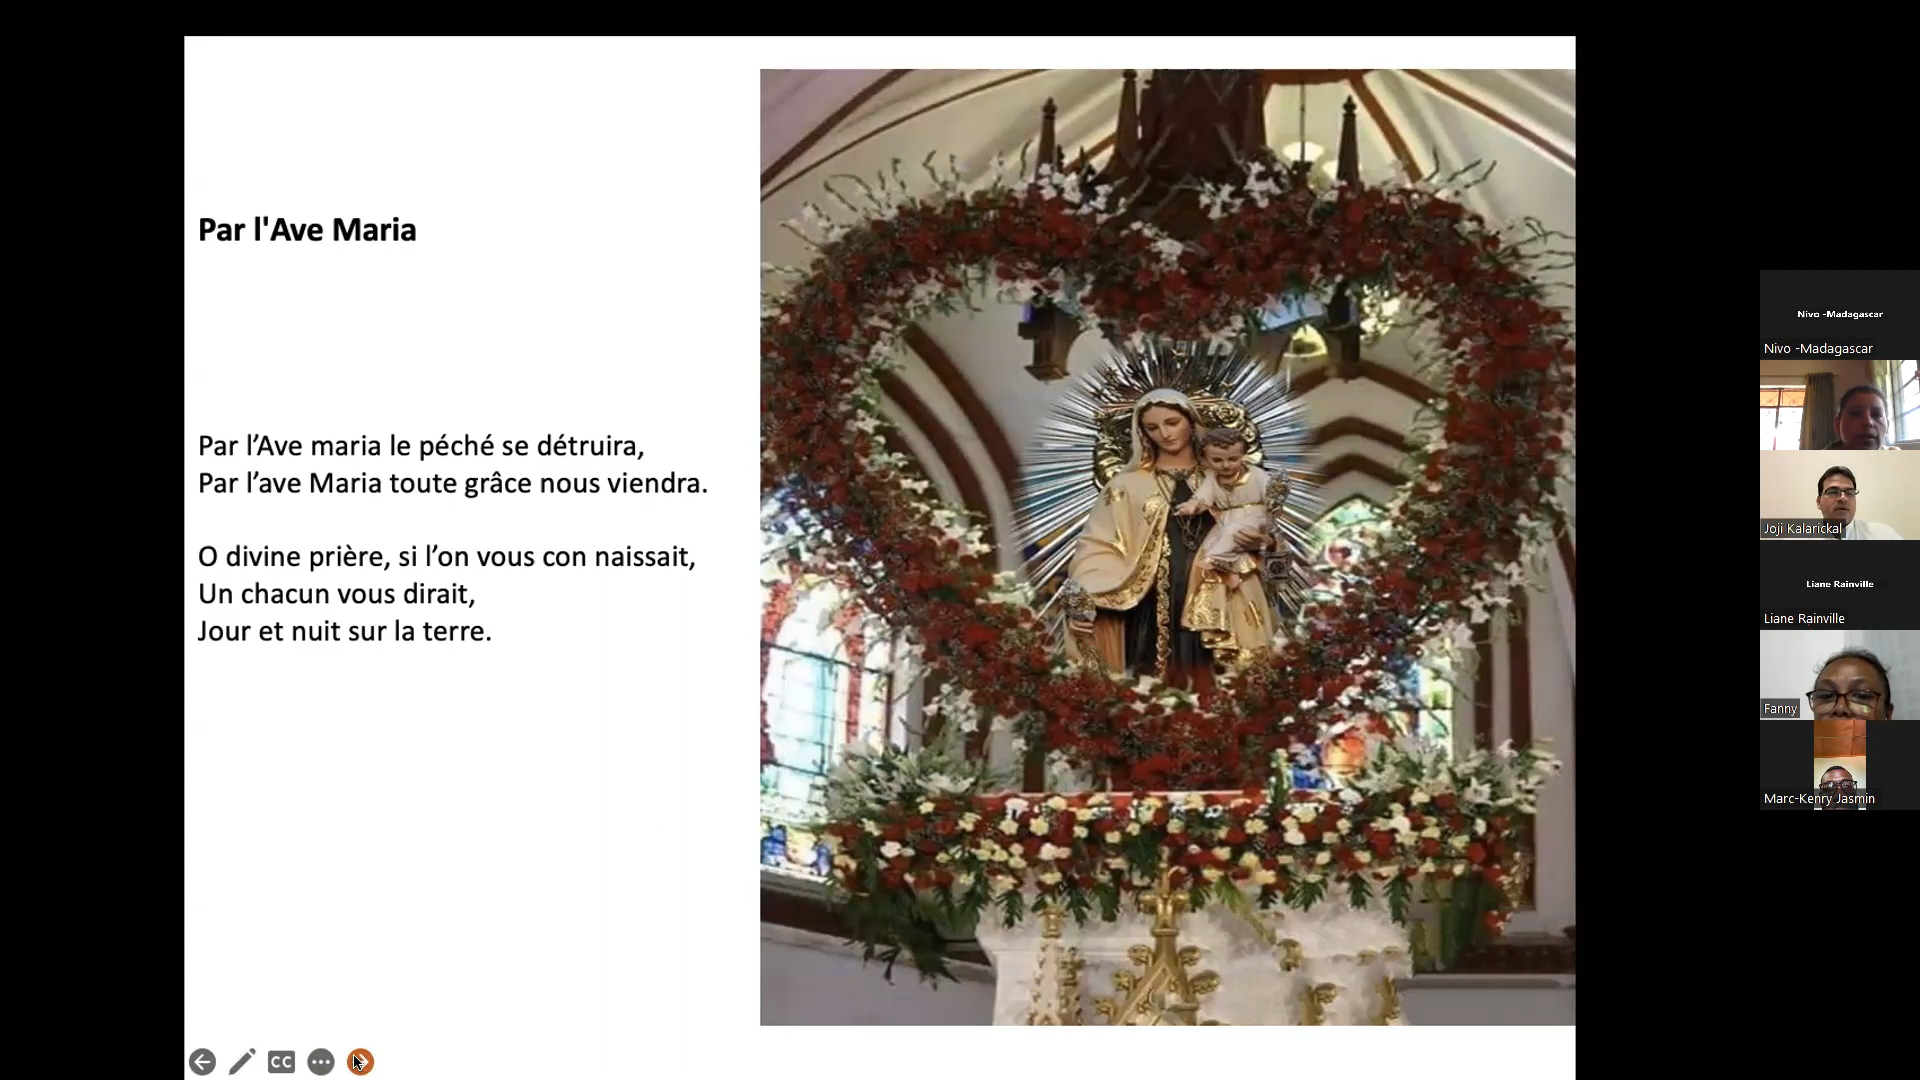 Par l'Ave Maria
Par l’Ave maria le péché se détruira,
Par l’ave Maria toute grâce nous viendra.
O divine prière, si l’on vous con naissait,
Un chacun vous dirait,
Jour et nuit sur la terre.
CC
Nivo -Madagascar
Nivo -Madagascar
Joji Kalarickal
Liane Rainville
Liane Rainville
Fanny
Marc-Kenry Jasmin